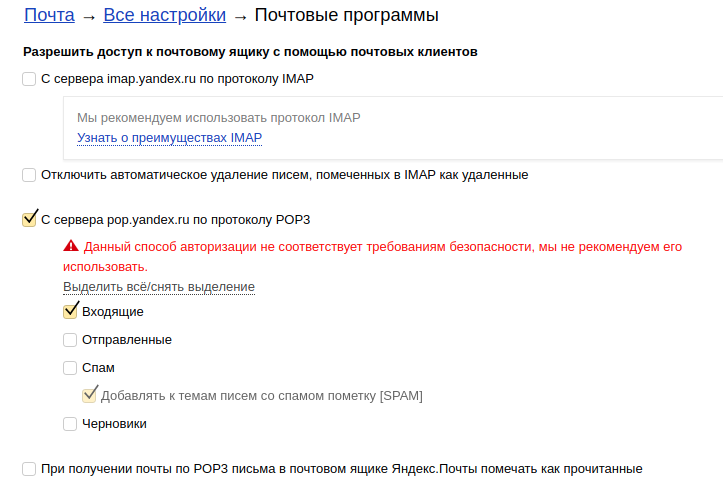 Почта → Все настройки → Почтовые программы
Разрешить доступ к почтовому ящику с помощью почтовых клиентов
С сервера imap.yandex.ru по протоколу IMAP
Мы рекомендуем использовать протокол IMAP
Узнать о преимуществах IMAP
Отключить автоматическое удаление писем, помеченных в IMAP как удаленные
С сервера pop.yandex.ru по протоколу POP3
Данный способ авторизации не соответствует требованиям безопасности, мы не рекомендуем его
использовать.
Выделить всё/снять выделение
Входящие
Отправленные
Спам
Добавлять к темам писем со спамом пометку [SPAM]
Черновики
При получении почты по POP3 письма в почтовом ящике Яндекс.Почты помечать как прочитанные